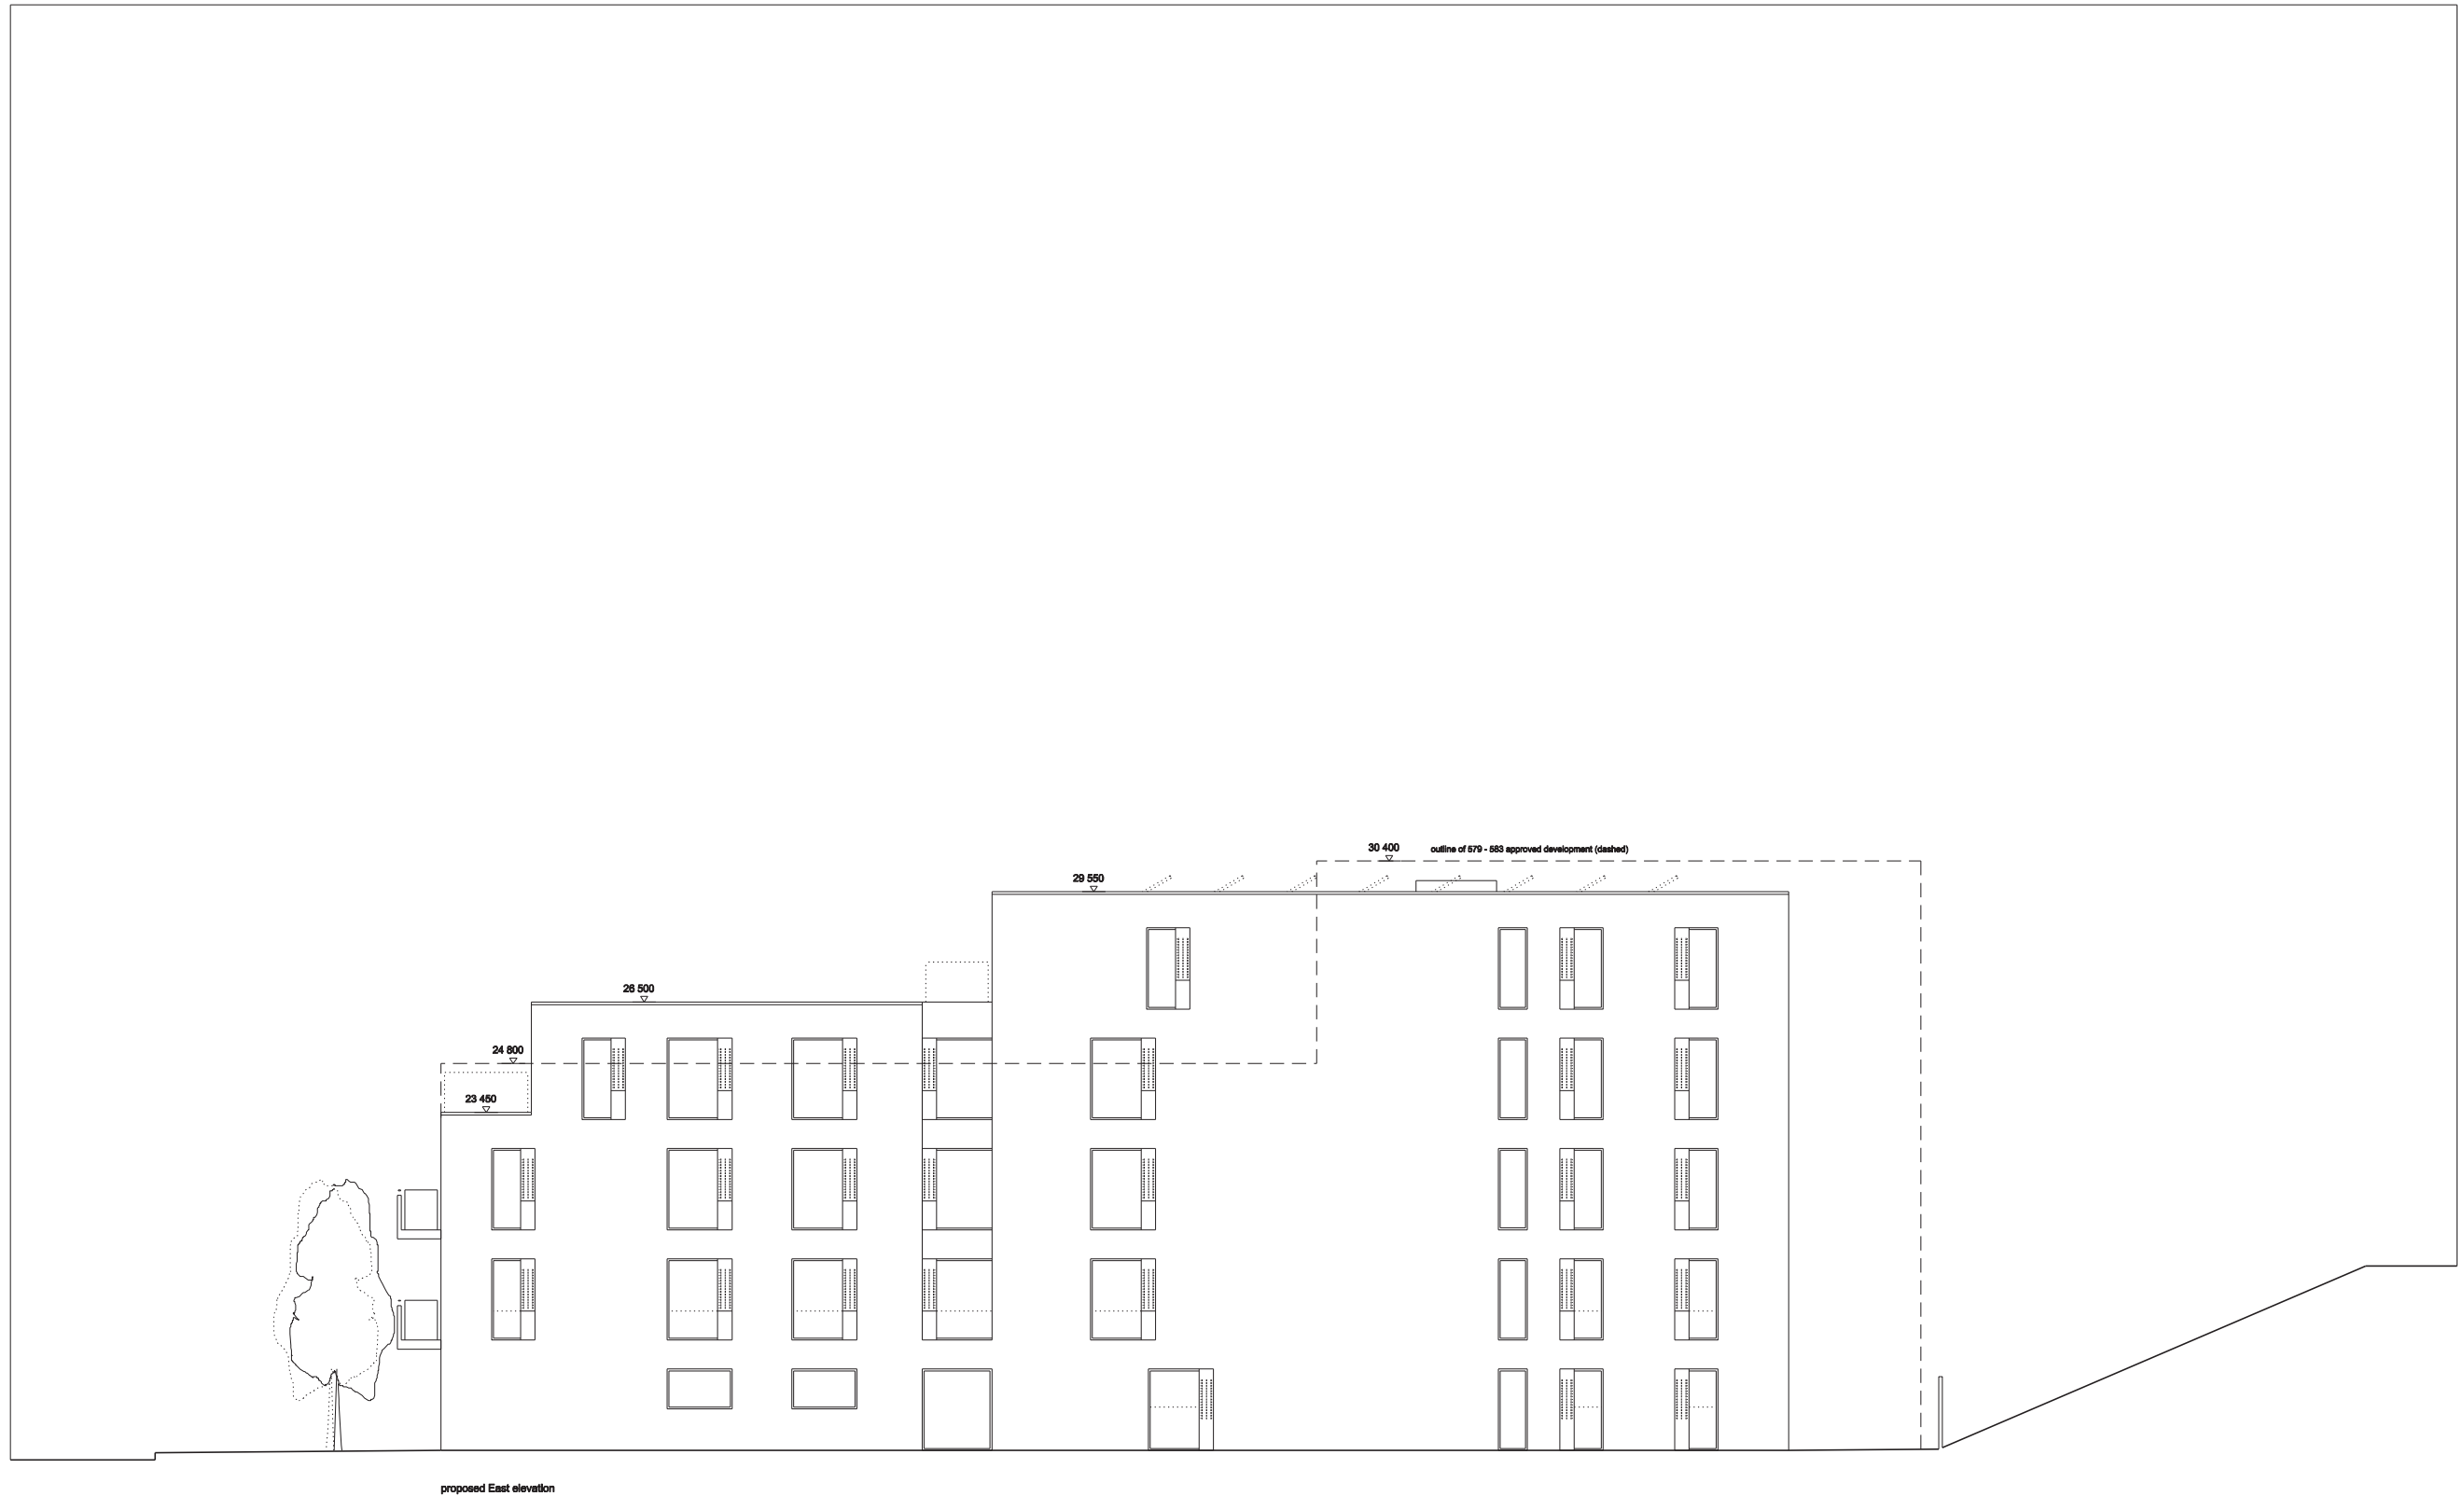 30 400
outline of 579 - 583 approved development (dashed)
29 550
26 500
24 800
23 450
proposed East elevation